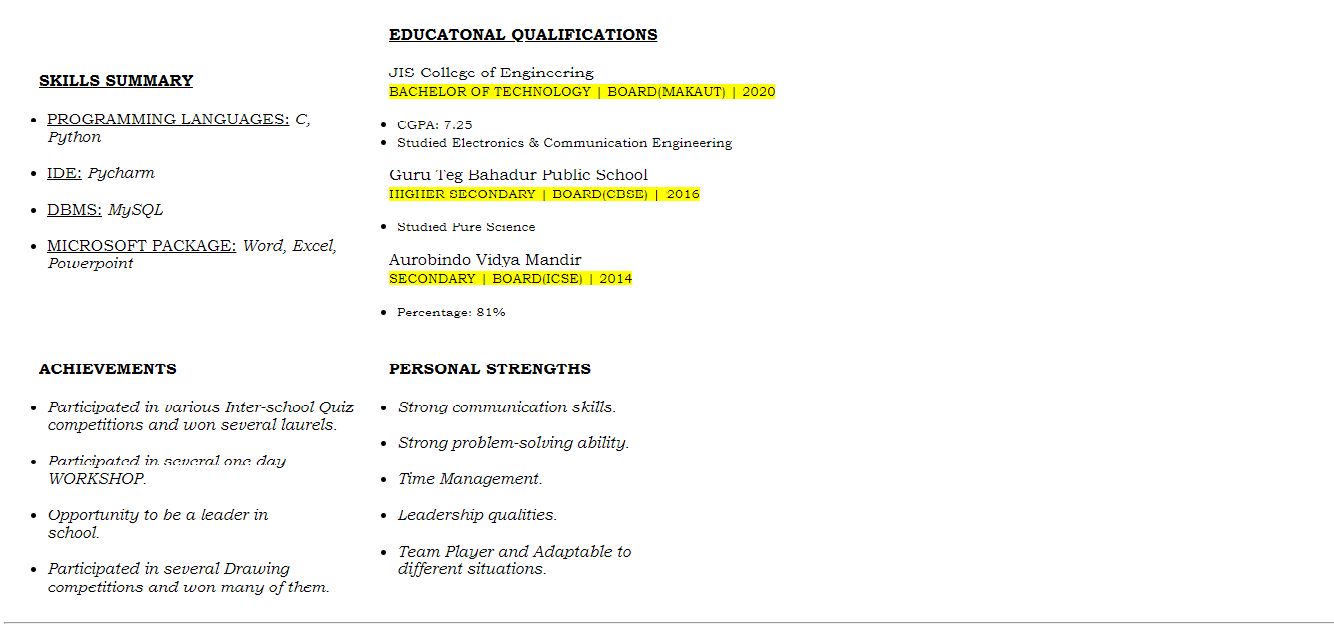 EDUCATONAL QUALIFICATIONS
JIS College of Engineering
BACHELOR OF TECHNOLOGY | BOARD(MAKAUT) | 2020
• CGPA: 7.25
• Studied Electronics & Communication Engineering
Guru Teg Bahadur Public School
HIGHER SECONDARY | BOARD(CBSE) | 2016
• Studied Pure Science
Aurobindo Vidya Mandir
SECONDARY | BOARD(ICSE) | 2014
• Percentage: 81%
SKILLS SUMMARY
• PROGRAMMING LANGUAGES: C,
Python
• IDE: Pycharm
• DBMS: MySQL
• MICROSOFT PACKAGE: Word, Excel,
Powerpoint
ACHIEVEMENTS
• Participated in various Inter-school Quiz
competitions and won several laurels.
• Participated in several one day
WORKSHOP.
• Opportunity to be a leader in
school.
• Participated in several Drawing
competitions and won many of them.
PERSONAL STRENGTHS
• Strong communication skills.
• Strong problem-solving ability.
• Time Management.
• Leadership qualities.
• Team Player and Adaptable to
different situations.